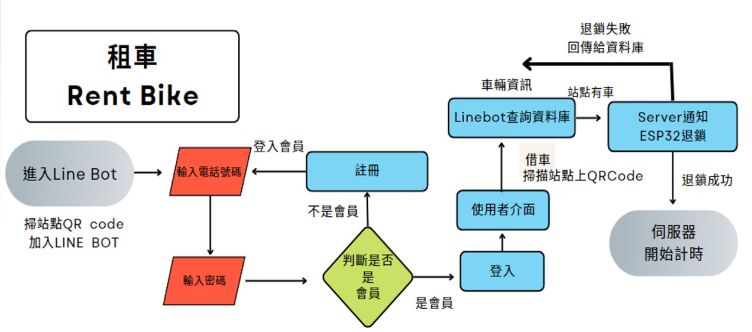 租車
Rent Bike
進入Line Bot
掃站點QR code
加入LINE BOT
輸入電話號碼
登入會員
註冊
不是會員
輸入密碼
判斷是否
是
會員
是會員
登入
使用者介面
借車
掃描站點上QRCode
車輛資訊
Linebot查詢資料庫
站點有車
退鎖失敗
回傳給資料庫
Server通知
ESP32退鎖
退鎖成功
伺服器
開始計時